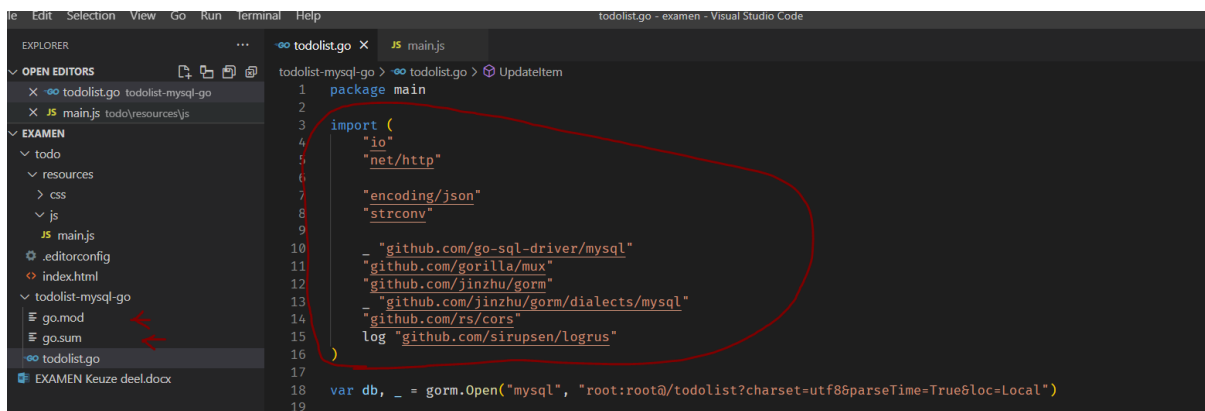 le Edit Selection View Go Run Terminal Help todolist.go - examen - Visual Studio Code
EXPLORER ...
OPEN EDITORS
X todolist.go todolist-mysql-go
X JS main.js todo\resources\js
EXAMEN
todo
resources
css
js
JS main.js
.editorconfig
index.html
todolist-mysql-go
go.mod
go.sum
todolist.go
EXAMEN Keuze deel.docx
todolist.go X JS main.js
todolist-mysql-go > todolist.go > UpdateItem
1 package main
2
3 import (
4 "io"
5 "net/http"
6
7 "encoding/json"
8 "strconv"
9
10 _ "github.com/go-sql-driver/mysql"
11 "github.com/gorilla/mux"
12 "github.com/jinzhu/gorm"
13 _ "github.com/jinzhu/gorm/dialects/mysql"
14 "github.com/rs/cors"
15 log "github.com/sirupsen/logrus"
16 )
17
18 var db, _ = gorm.Open("mysql", "root:root@/todolist?charset=utf8&parseTime=True&loc=Local")
19